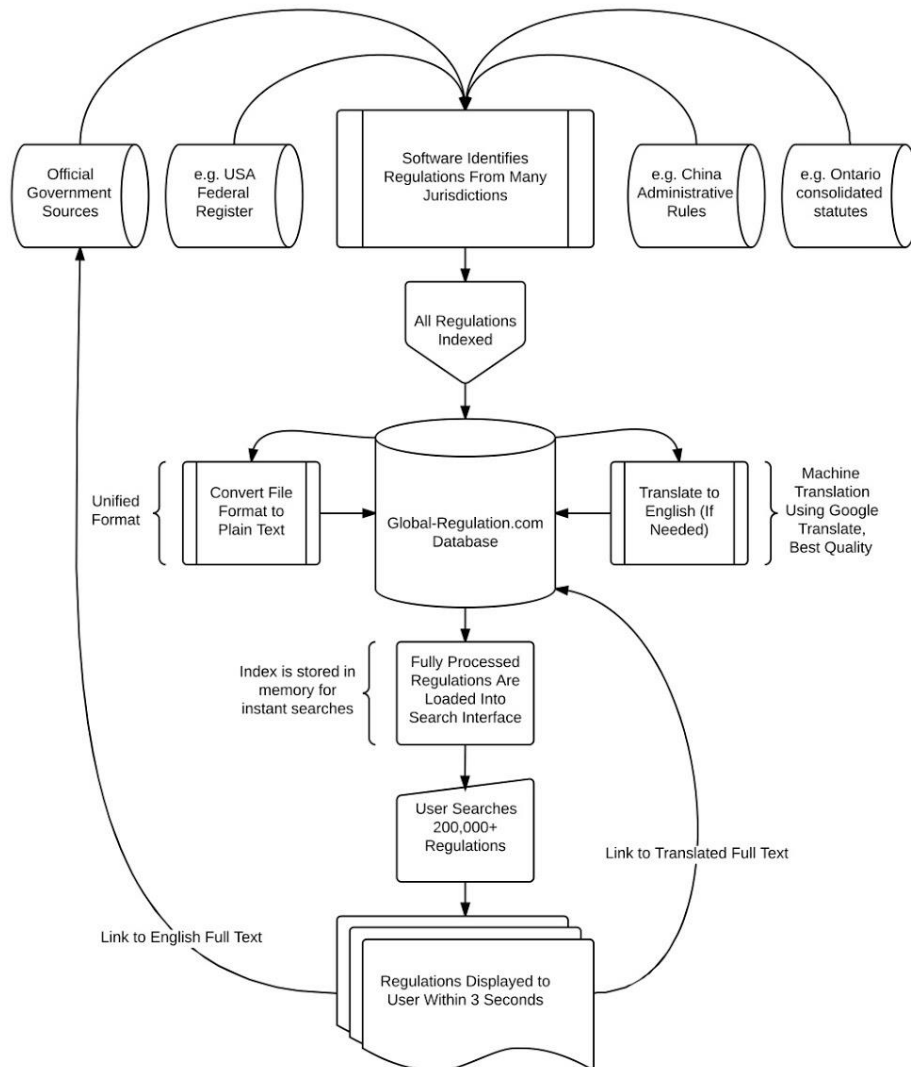 Official
Government
Sources
e.g. USA
Federal
Register
Software Identifies
Regulations From Many
Jurisdictions
e.g. China
Administrative
Rules
e.g. Ontario
consolidated
statutes
All Regulations
Indexed
Unified
Format
Convert File
Format to
Plain Text
Global-Regulation.com
Database
Translate to
English (If
Needed)
Machine
Translation
Using Google
Translate,
Best Quality
Index is stored in
memory for
instant searches
Fully Processed
Regulations Are
Loaded Into
Search Interface
User Searches
200,000+
Regulations
Link to Translated Full Text
Link to English Full Text
Regulations Displayed to
User Within 3 Seconds